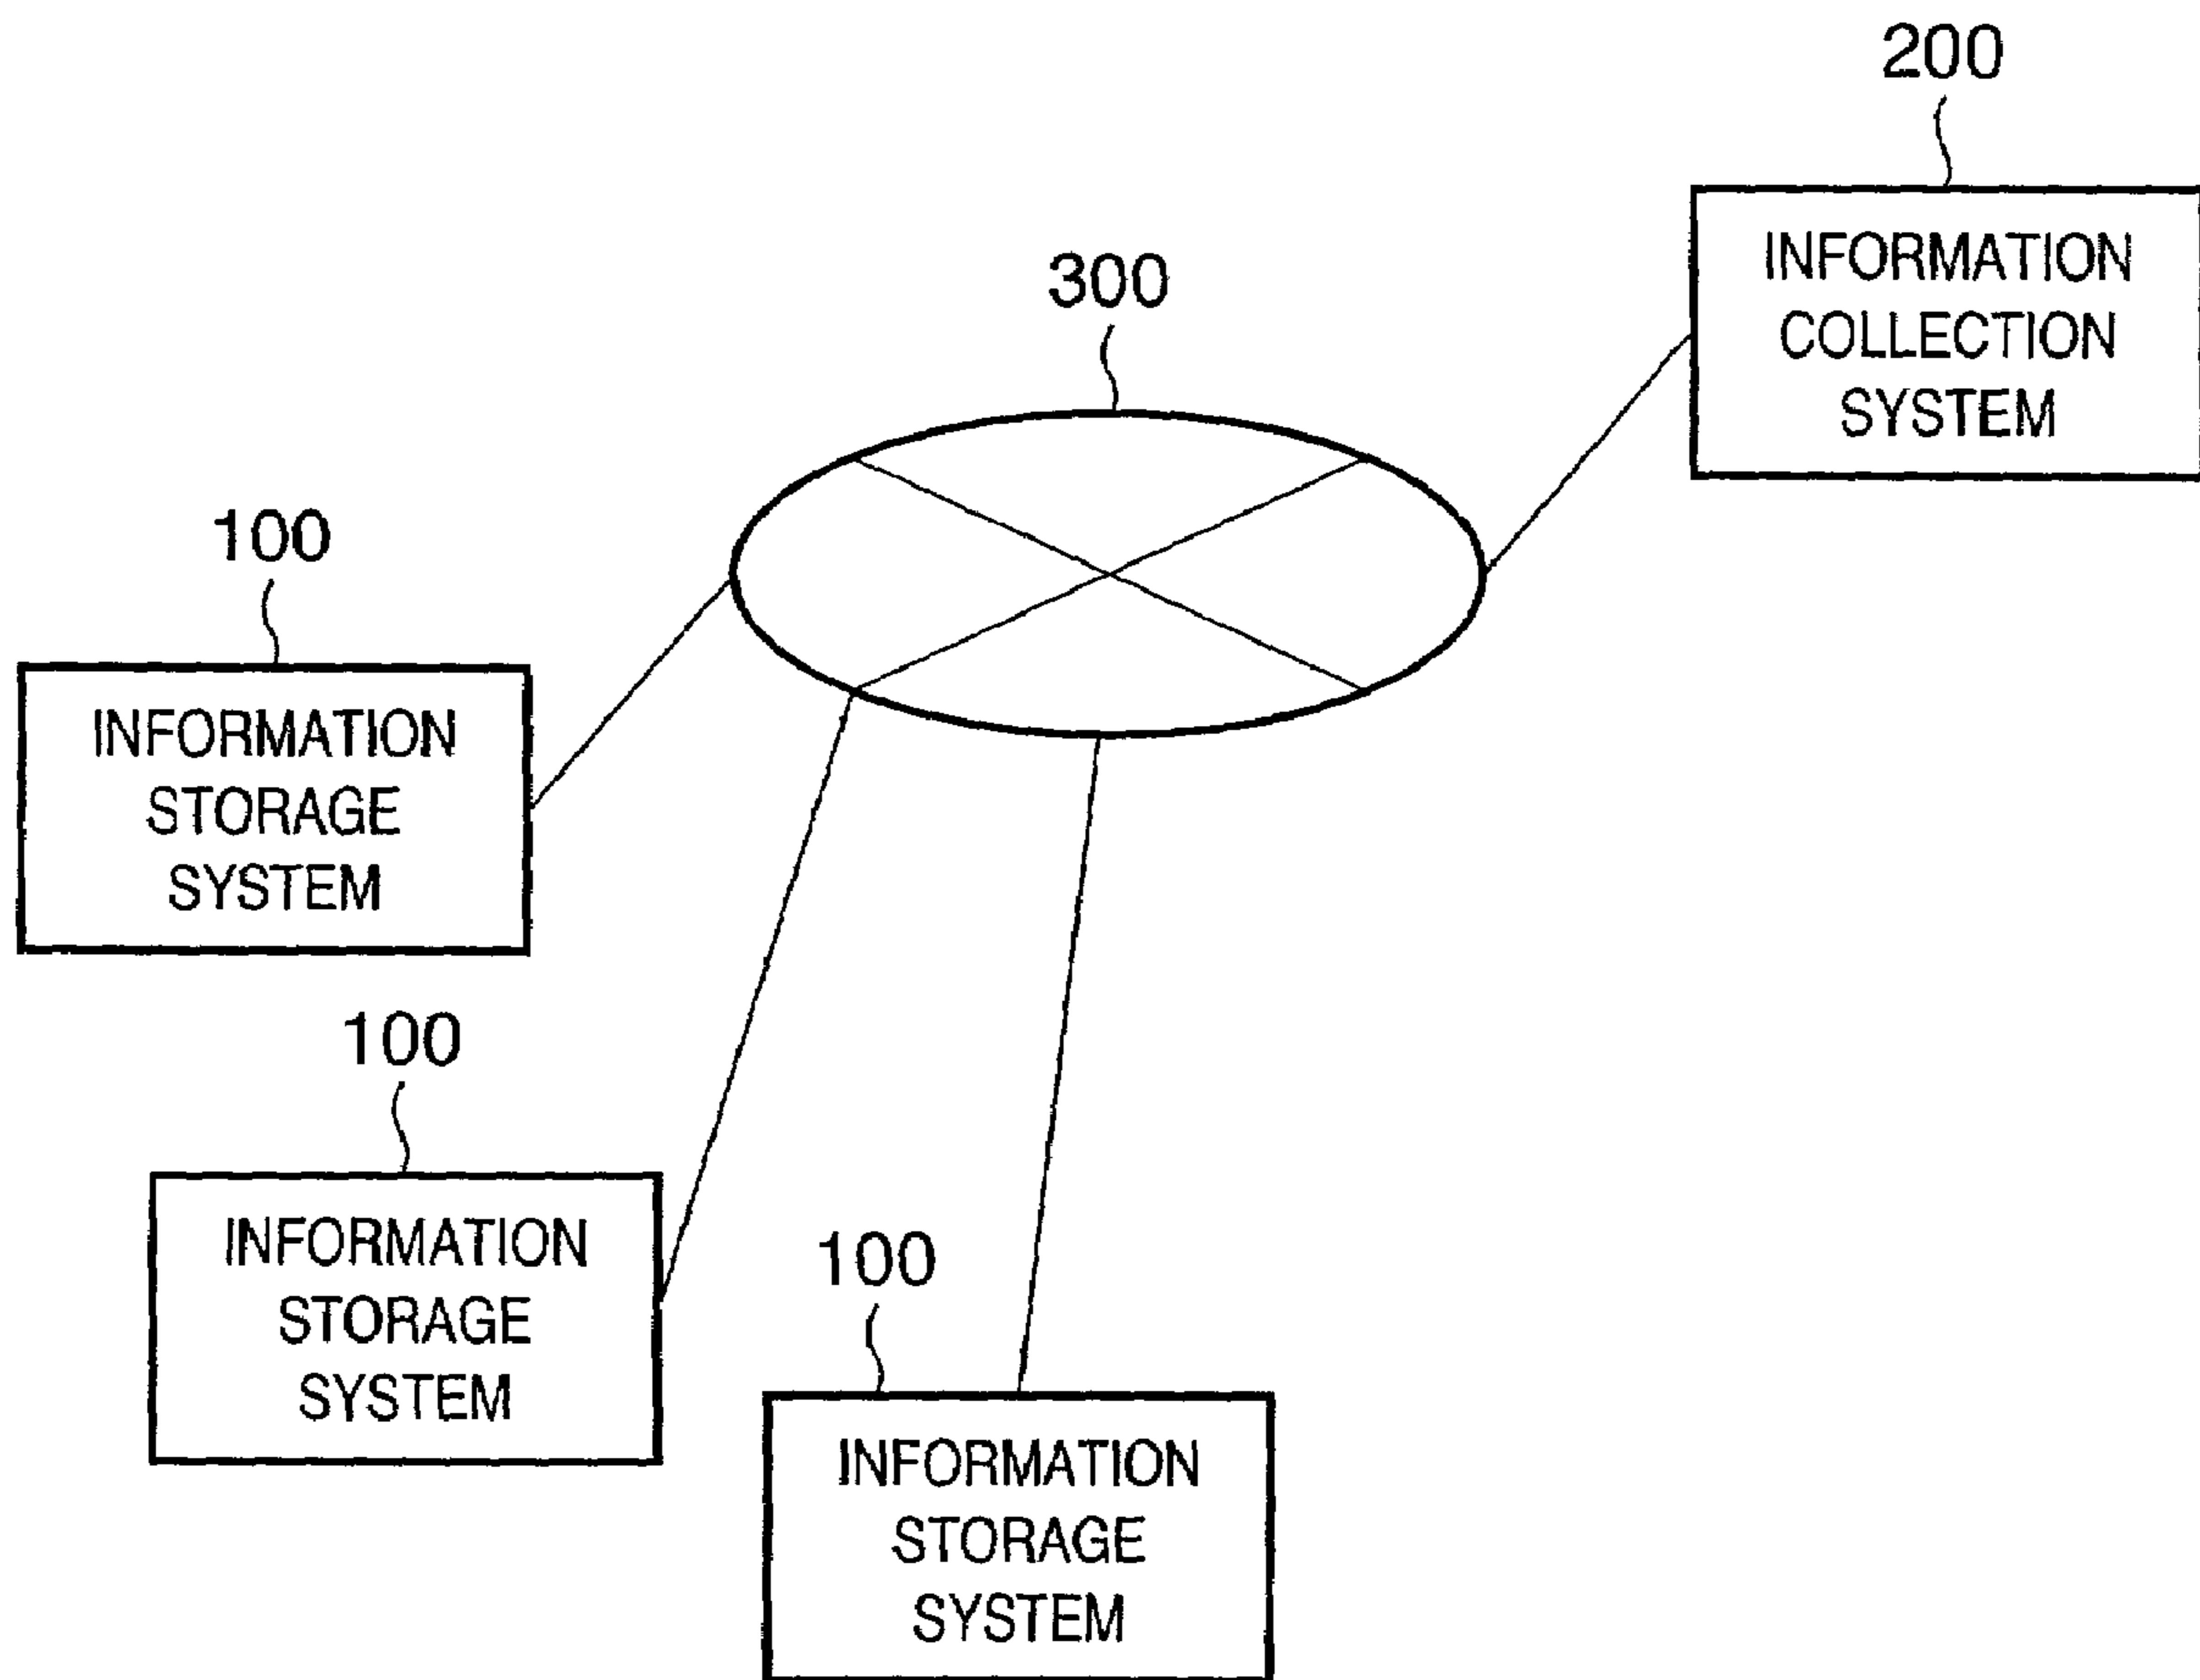 200
INFORMATION
COLLECTION
SYSTEM
300
100
INFORMATION
STORAGE
SYSTEM
100
INFORMATION
STORAGE
SYSTEM
100
INFORMATION
STORAGE
SYSTEM